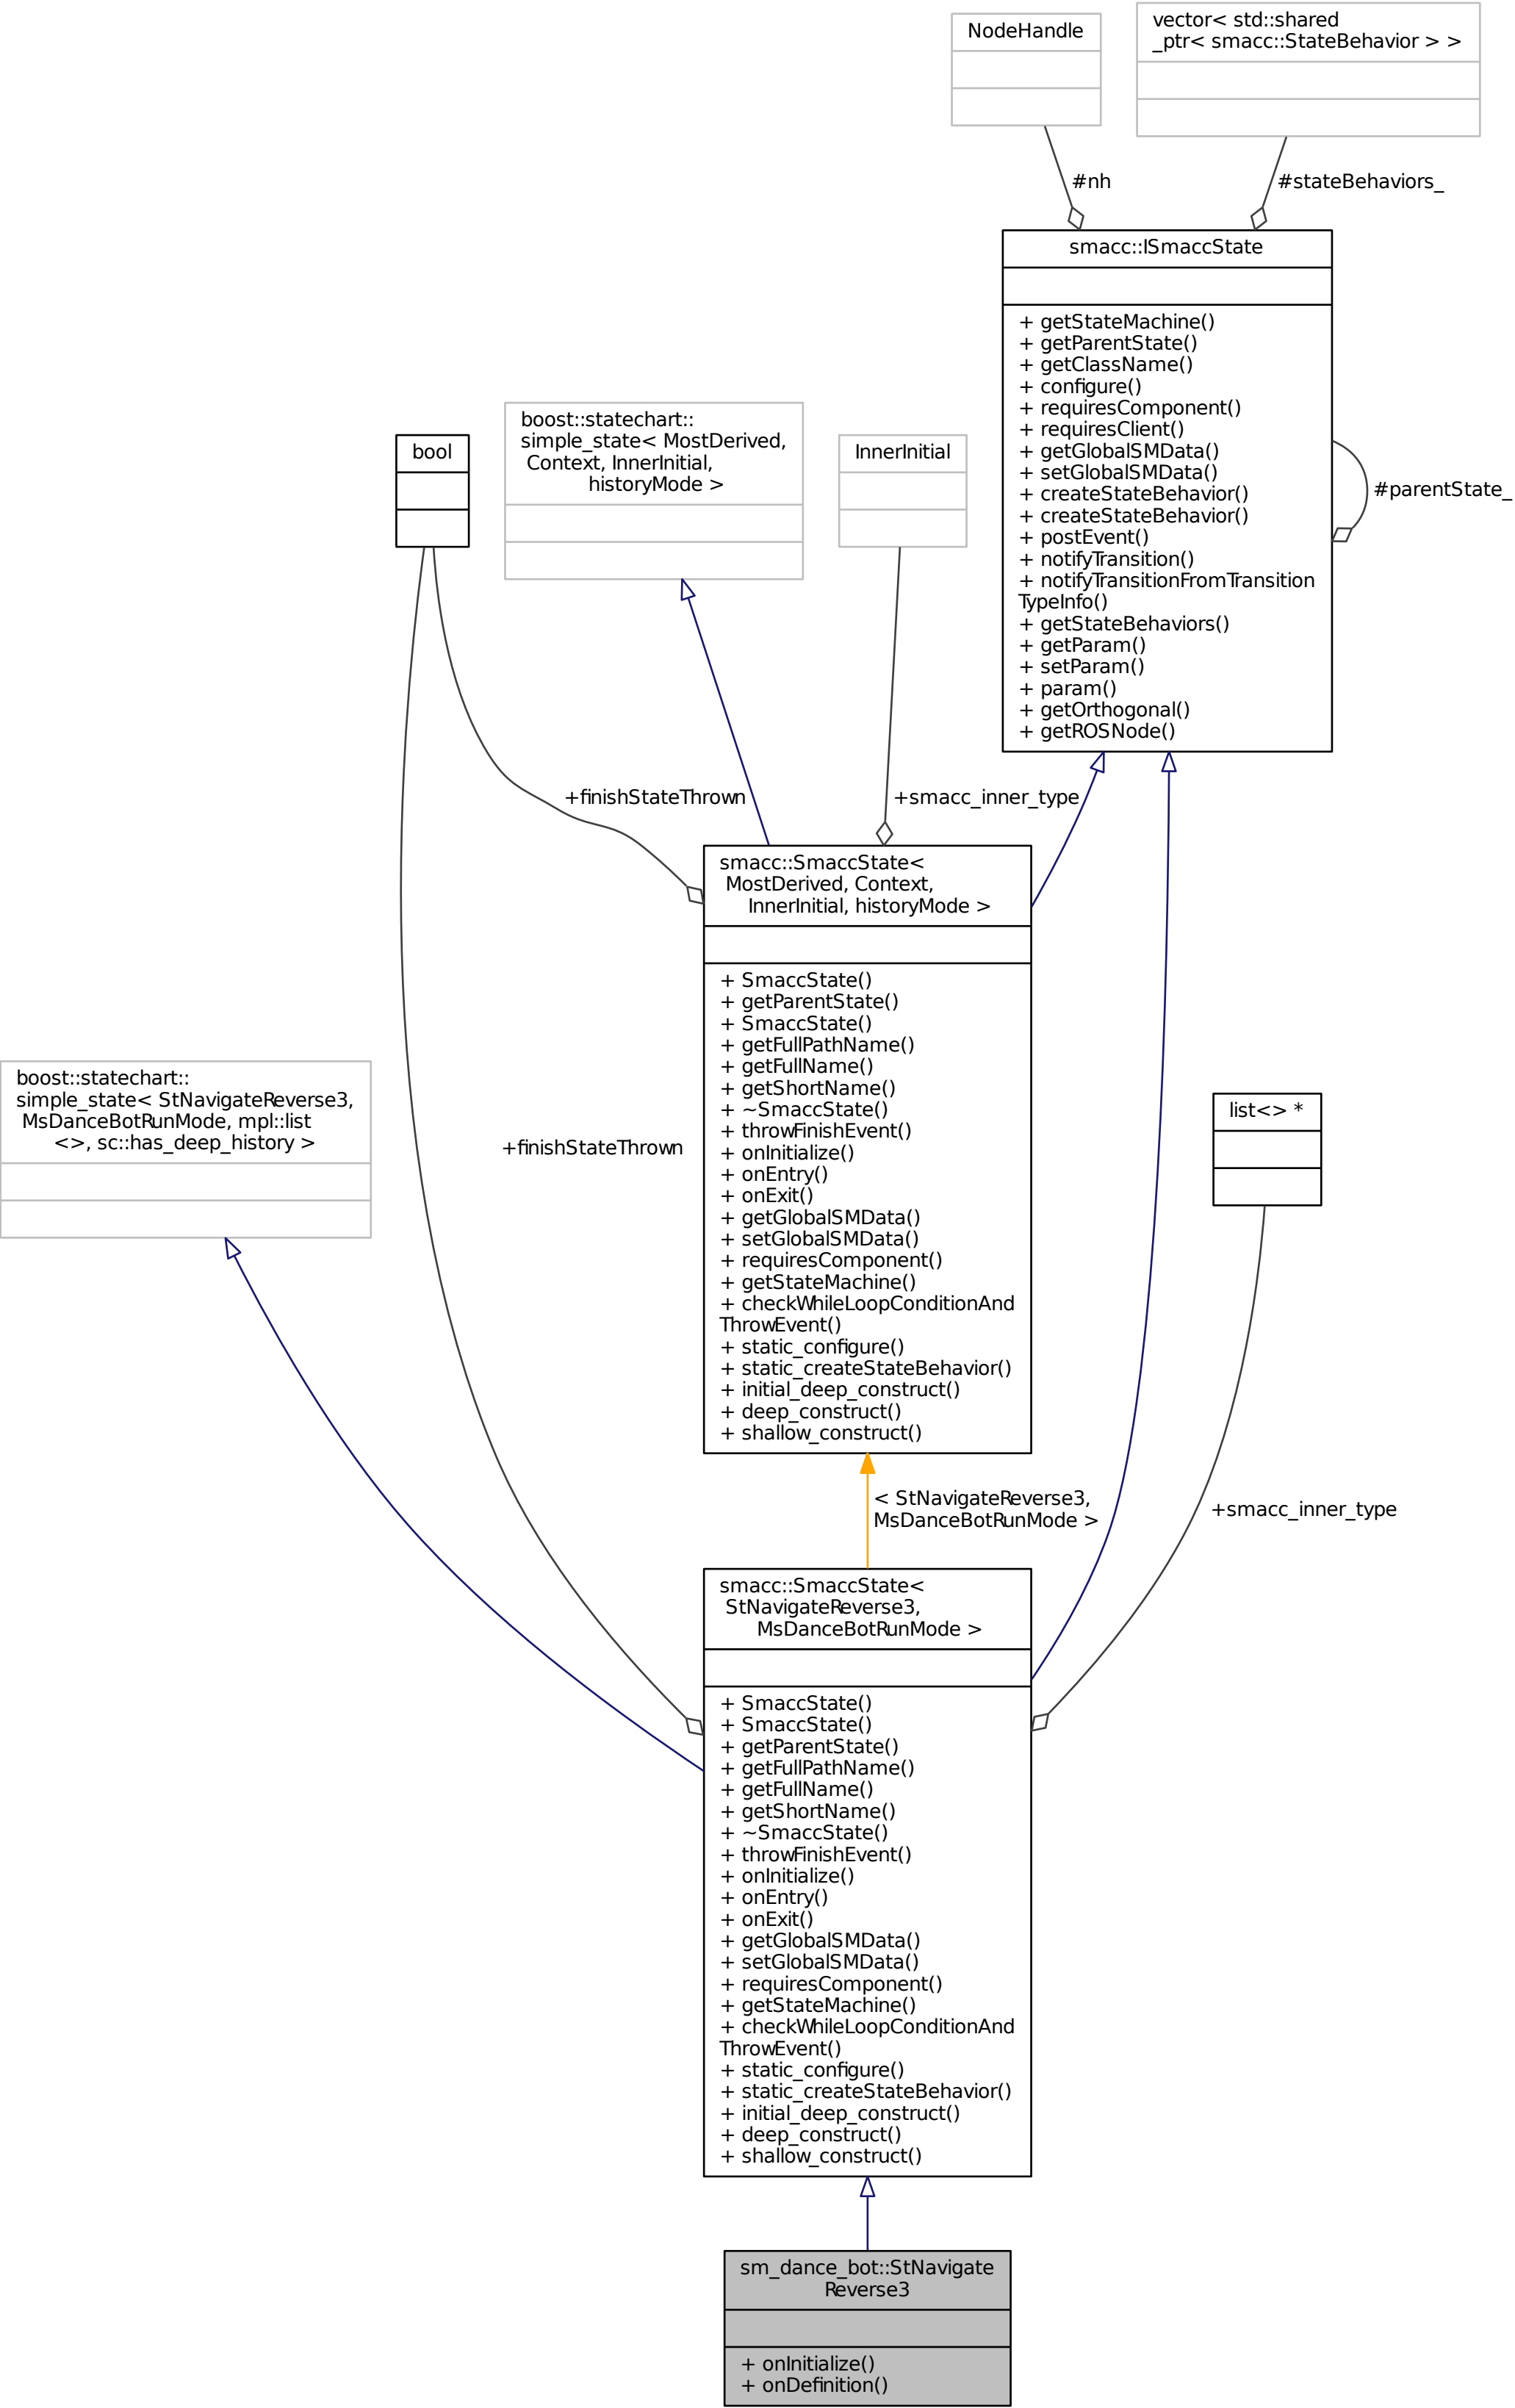 NodeHandle
vector< std::shared
_ptr< smacc::StateBehavior > >
#nh
#stateBehaviors_
smacc::ISmaccState
+ getStateMachine()
+ getParentState()
+ getClassName()
+ configure()
+ requiresComponent()
+ requiresClient()
+ getGlobalSMData()
+ setGlobalSMData()
+ createStateBehavior()
+ createStateBehavior()
+ postEvent()
+ notifyTransition()
+ notifyTransitionFromTransition
TypeInfo()
+ getStateBehaviors()
+ getParam()
+ setParam()
+ param()
+ getOrthogonal()
+ getROSNode()
#parentState_
bool
boost::statechart::
simple_state< MostDerived,
Context, InnerInitial,
historyMode >
InnerInitial
+finishStateThrown
+smacc_inner_type
smacc::SmaccState<
MostDerived, Context,
InnerInitial, historyMode >
+ SmaccState()
+ getParentState()
+ SmaccState()
+ getFullPathName()
+ getFullName()
+ getShortName()
+ ~SmaccState()
+ throwFinishEvent()
+ onInitialize()
+ onEntry()
+ onExit()
+ getGlobalSMData()
+ setGlobalSMData()
+ requiresComponent()
+ getStateMachine()
+ checkWhileLoopConditionAnd
ThrowEvent()
+ static_configure()
+ static_createStateBehavior()
+ initial_deep_construct()
+ deep_construct()
+ shallow_construct()
boost::statechart::
simple_state< StNavigateReverse3,
MsDanceBotRunMode, mpl::list
<>, sc::has_deep_history >
+finishStateThrown
list<> *
< StNavigateReverse3,
MsDanceBotRunMode >
+smacc_inner_type
smacc::SmaccState<
StNavigateReverse3,
MsDanceBotRunMode >
+ SmaccState()
+ SmaccState()
+ getParentState()
+ getFullPathName()
+ getFullName()
+ getShortName()
+ ~SmaccState()
+ throwFinishEvent()
+ onInitialize()
+ onEntry()
+ onExit()
+ getGlobalSMData()
+ setGlobalSMData()
+ requiresComponent()
+ getStateMachine()
+ checkWhileLoopConditionAnd
ThrowEvent()
+ static_configure()
+ static_createStateBehavior()
+ initial_deep_construct()
+ deep_construct()
+ shallow_construct()
sm_dance_bot::StNavigate
Reverse3
+ onInitialize()
+ onDefinition()